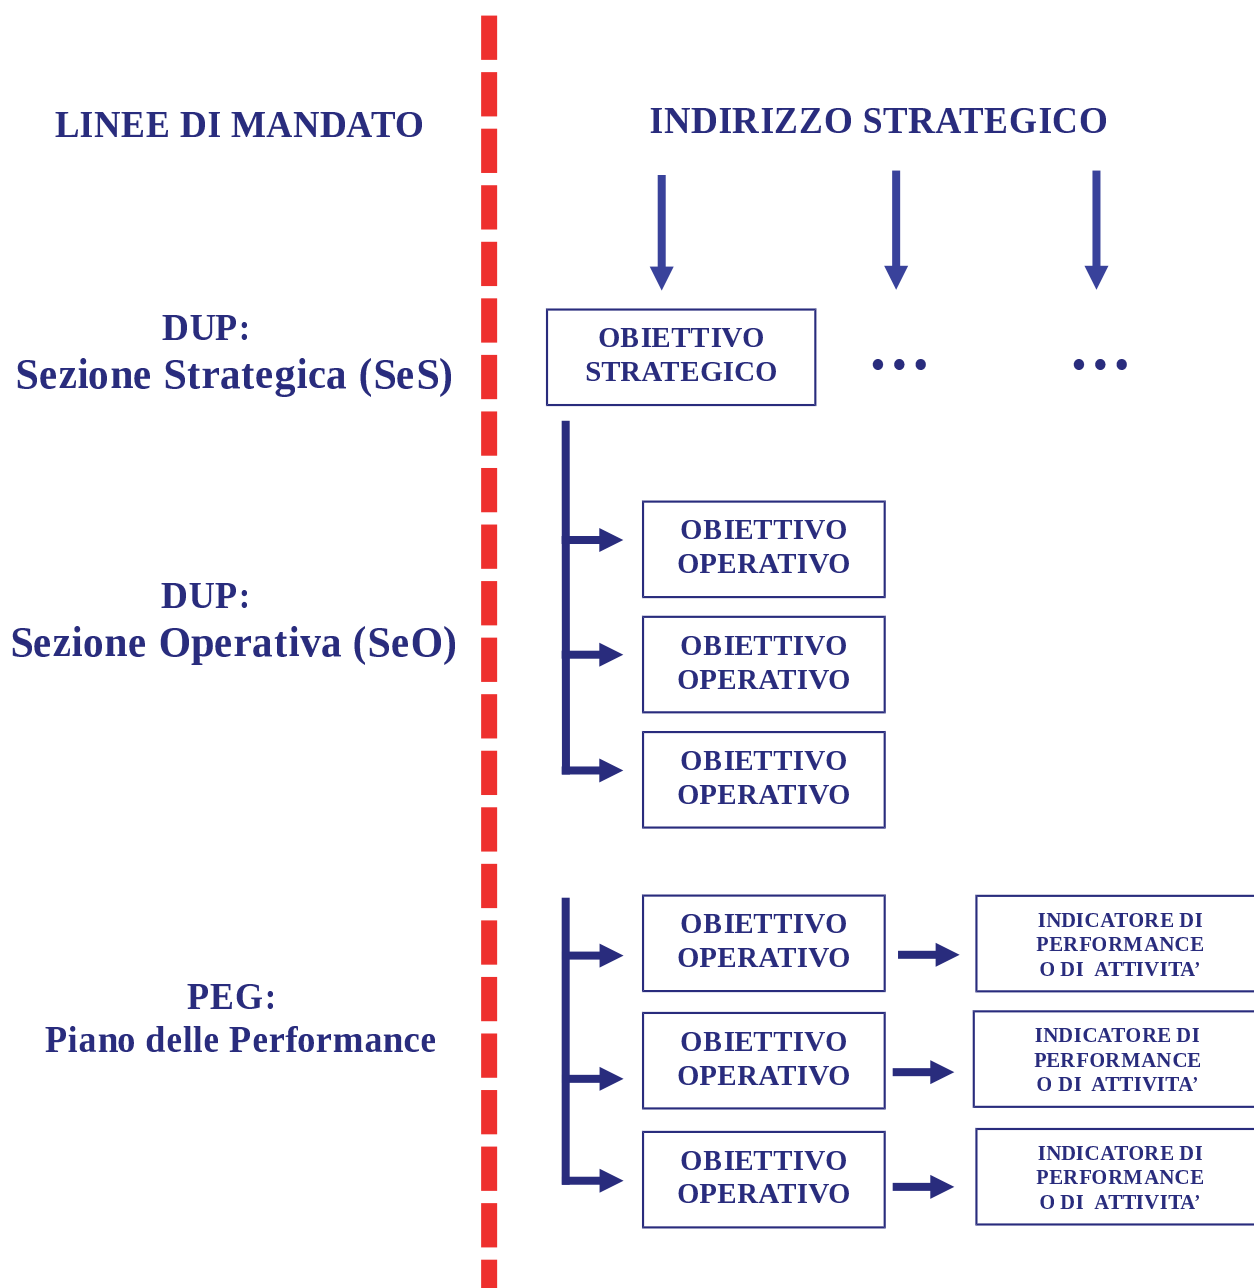 LINEE DI MANDATO
INDIRIZZO STRATEGICO
DUP:
Sezione Strategica (SeS)
OBIETTIVO
STRATEGICO
...
...
DUP:
Sezione Operativa (SeO)
OBIETTIVO
OPERATIVO
OBIETTIVO
OPERATIVO
OBIETTIVO
OPERATIVO
PEG:
Piano delle Performance
OBIETTIVO
OPERATIVO
INDICATORE DI
PERFORMANCE
O DI ATTIVITA’
OBIETTIVO
OPERATIVO
INDICATORE DI
PERFORMANCE
O DI ATTIVITA’
OBIETTIVO
OPERATIVO
INDICATORE DI
PERFORMANCE
O DI ATTIVITA’